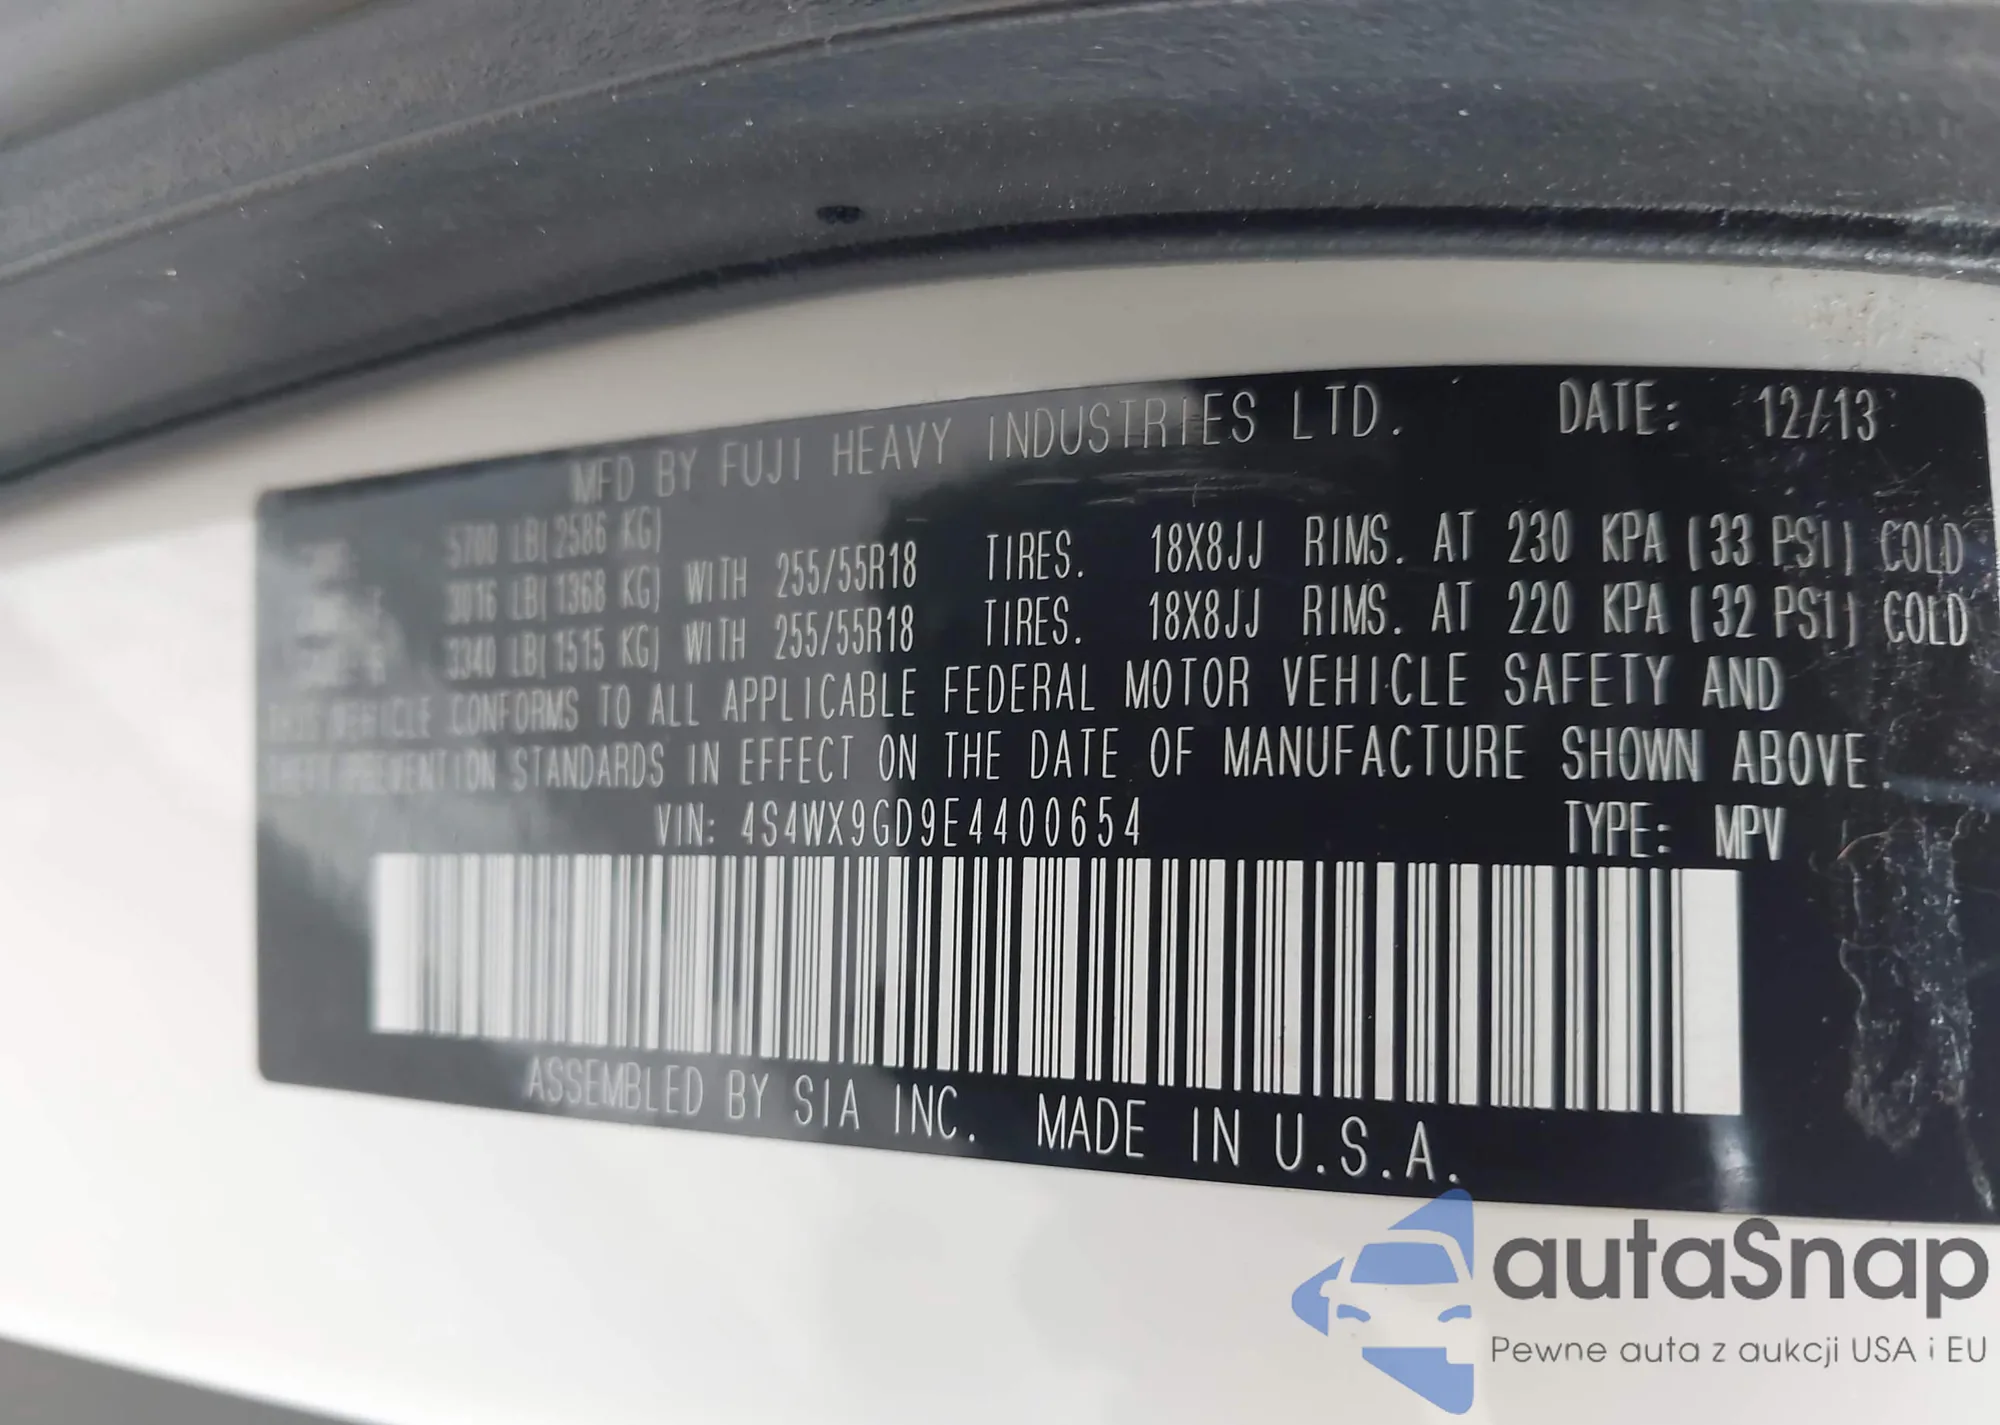 MFD BY FUJI HEAVY INDUSTRIES LTD. DATE: 12/13
5700 LB(2586 KG)
3016 LB(1368 KG) WITH 255/55R18 TIRES. 18X8JJ RIMS. AT 230 KPA (33 PSI) COLD
3340 LB(1515 KG) WITH 255/55R18 TIRES. 18X8JJ RIMS. AT 220 KPA (32 PSI) COLD
THIS VEHICLE CONFORMS TO ALL APPLICABLE FEDERAL MOTOR VEHICLE SAFETY AND
THEFT PREVENTION STANDARDS IN EFFECT ON THE DATE OF MANUFACTURE SHOWN ABOVE.
VIN: 4S4WX9GD9E4400654 TYPE: MPV
ASSEMBLED BY SIA INC. MADE IN U.S.A.
autaSnap
Pewne auta z aukcji USA i EU